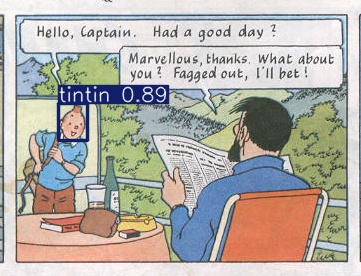 Hello, Captain. Had a good day?
Marvellous, thanks. What about
you? Fagged out, I'll bet!
tintin 0.89